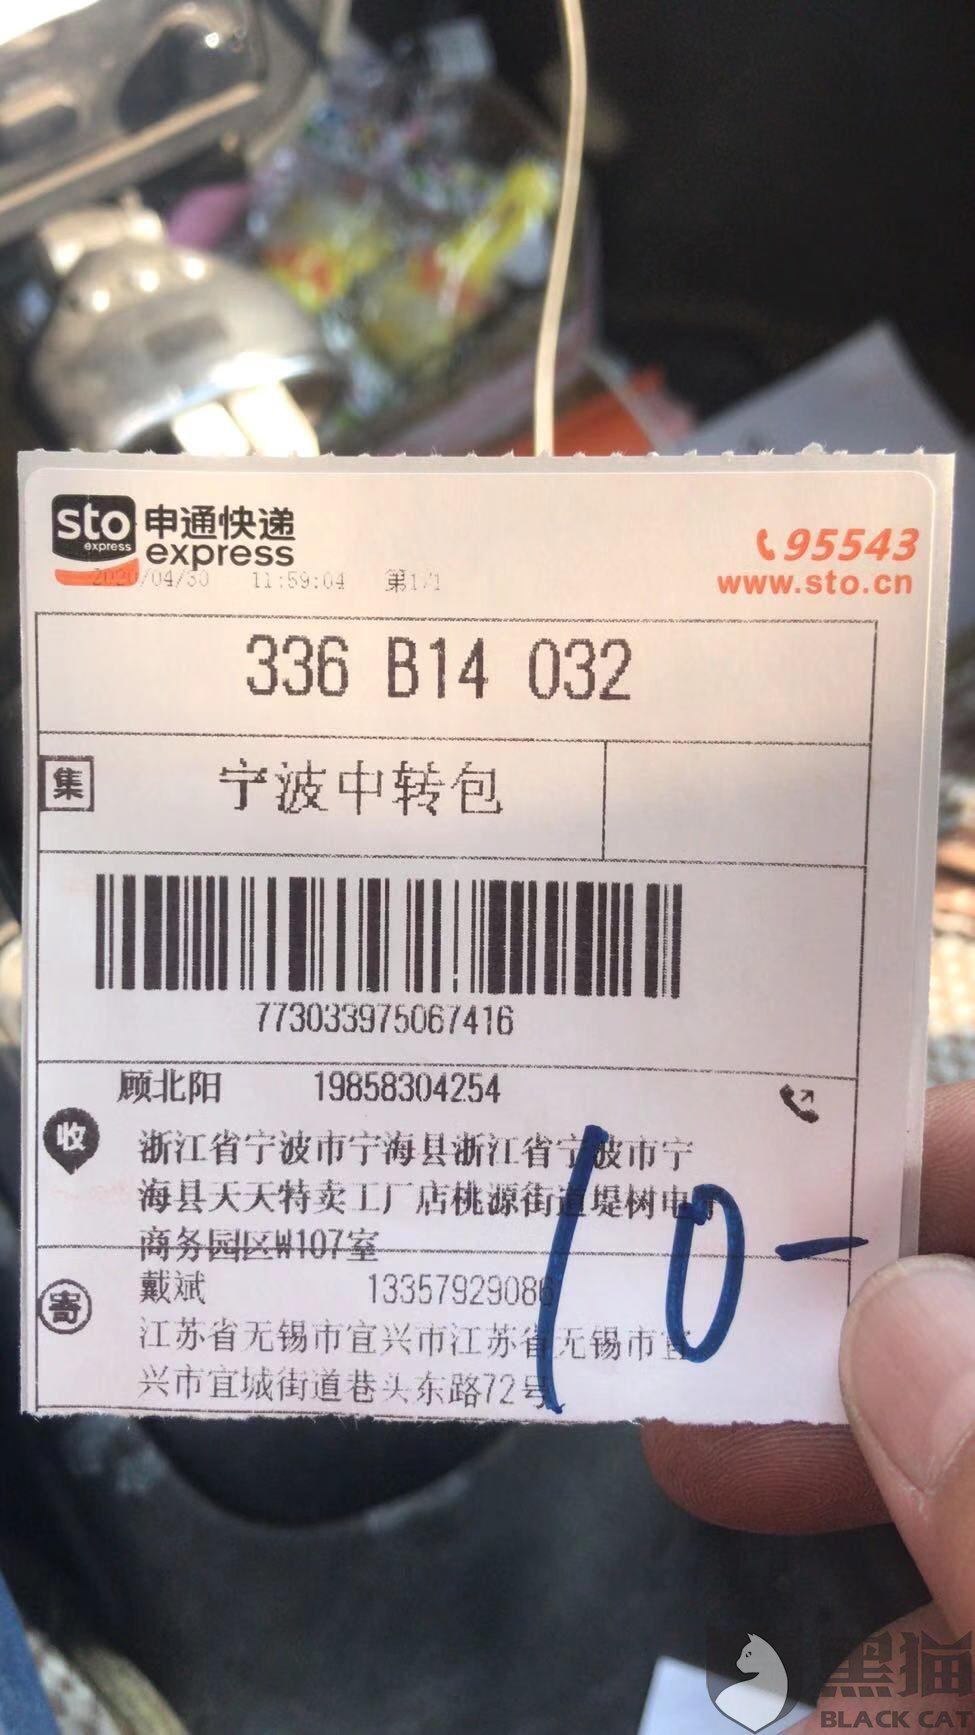 sto
express
申通快递
express
95543
www.sto.cn
2020/04/30 11:59:04 第1/1
336 B14 032
集
宁波中转包
773033975067416
收
顾北阳 19858304254
浙江省宁波市宁海县浙江省宁波市宁
海县天天特卖工厂店桃源街道堤树电子
商务园区W107室
10-
寄
戴斌 13357929086
江苏省无锡市宜兴市江苏省无锡市宜
兴市宜城街道巷头东路72号
黑猫
BLACK CAT